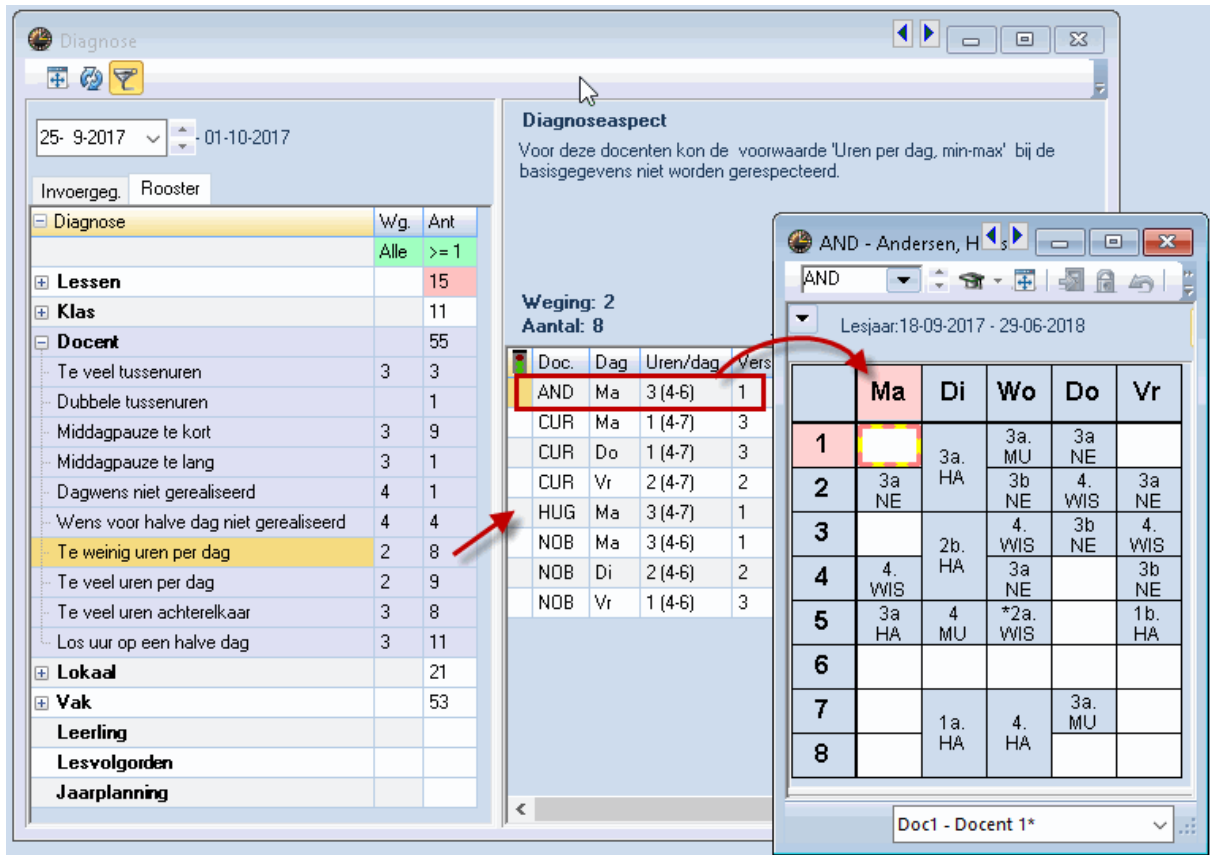 Diagnose
25- 9-2017 - 01-10-2017
Invoergeg. Rooster
Diagnose Wg. Ant
Alle >= 1
Lessen 15
Klas 11
Docent 55
Te veel tussenuren 3 3
Dubbele tussenuren 1
Middagpauze te kort 3 9
Middagpauze te lang 3 1
Dagwens niet gerealiseerd 4 1
Wens voor halve dag niet gerealiseerd 4 4
Te weinig uren per dag 2 8
Te veel uren per dag 2 9
Te veel uren achterelkaar 3 8
Los uur op een halve dag 3 11
Lokaal 21
Vak 53
Leerling
Lesvolgorden
Jaarplanning
Diagnoseaspect
Voor deze docenten kon de voorwaarde 'Uren per dag, min-max' bij de
basisgegevens niet worden gerespecteerd.
Weging: 2
Aantal: 8
Doc. Dag Uren/dag Vers
AND Ma 3 (4-6) 1
CUR Ma 1 (4-7) 3
CUR Do 1 (4-7) 3
CUR Vr 2 (4-7) 2
HUG Ma 3 (4-7) 1
NOB Ma 3 (4-6) 1
NOB Di 2 (4-6) 2
NOB Vr 1 (4-6) 3
AND - Andersen, H s
AND
Lesjaar:18-09-2017 - 29-06-2018
Ma Di Wo Do Vr
1 3a. HA 3a. MU 3a NE
2 3a NE 3b NE 4. WIS 3a NE
3 2b. HA 4. WIS 3b NE 4. WIS
4 4. WIS 3a NE 3b NE
5 3a HA 4 MU *2a. WIS 1b. HA
6
7 1a. HA 4. HA 3a. MU
8
Doc1 - Docent 1*